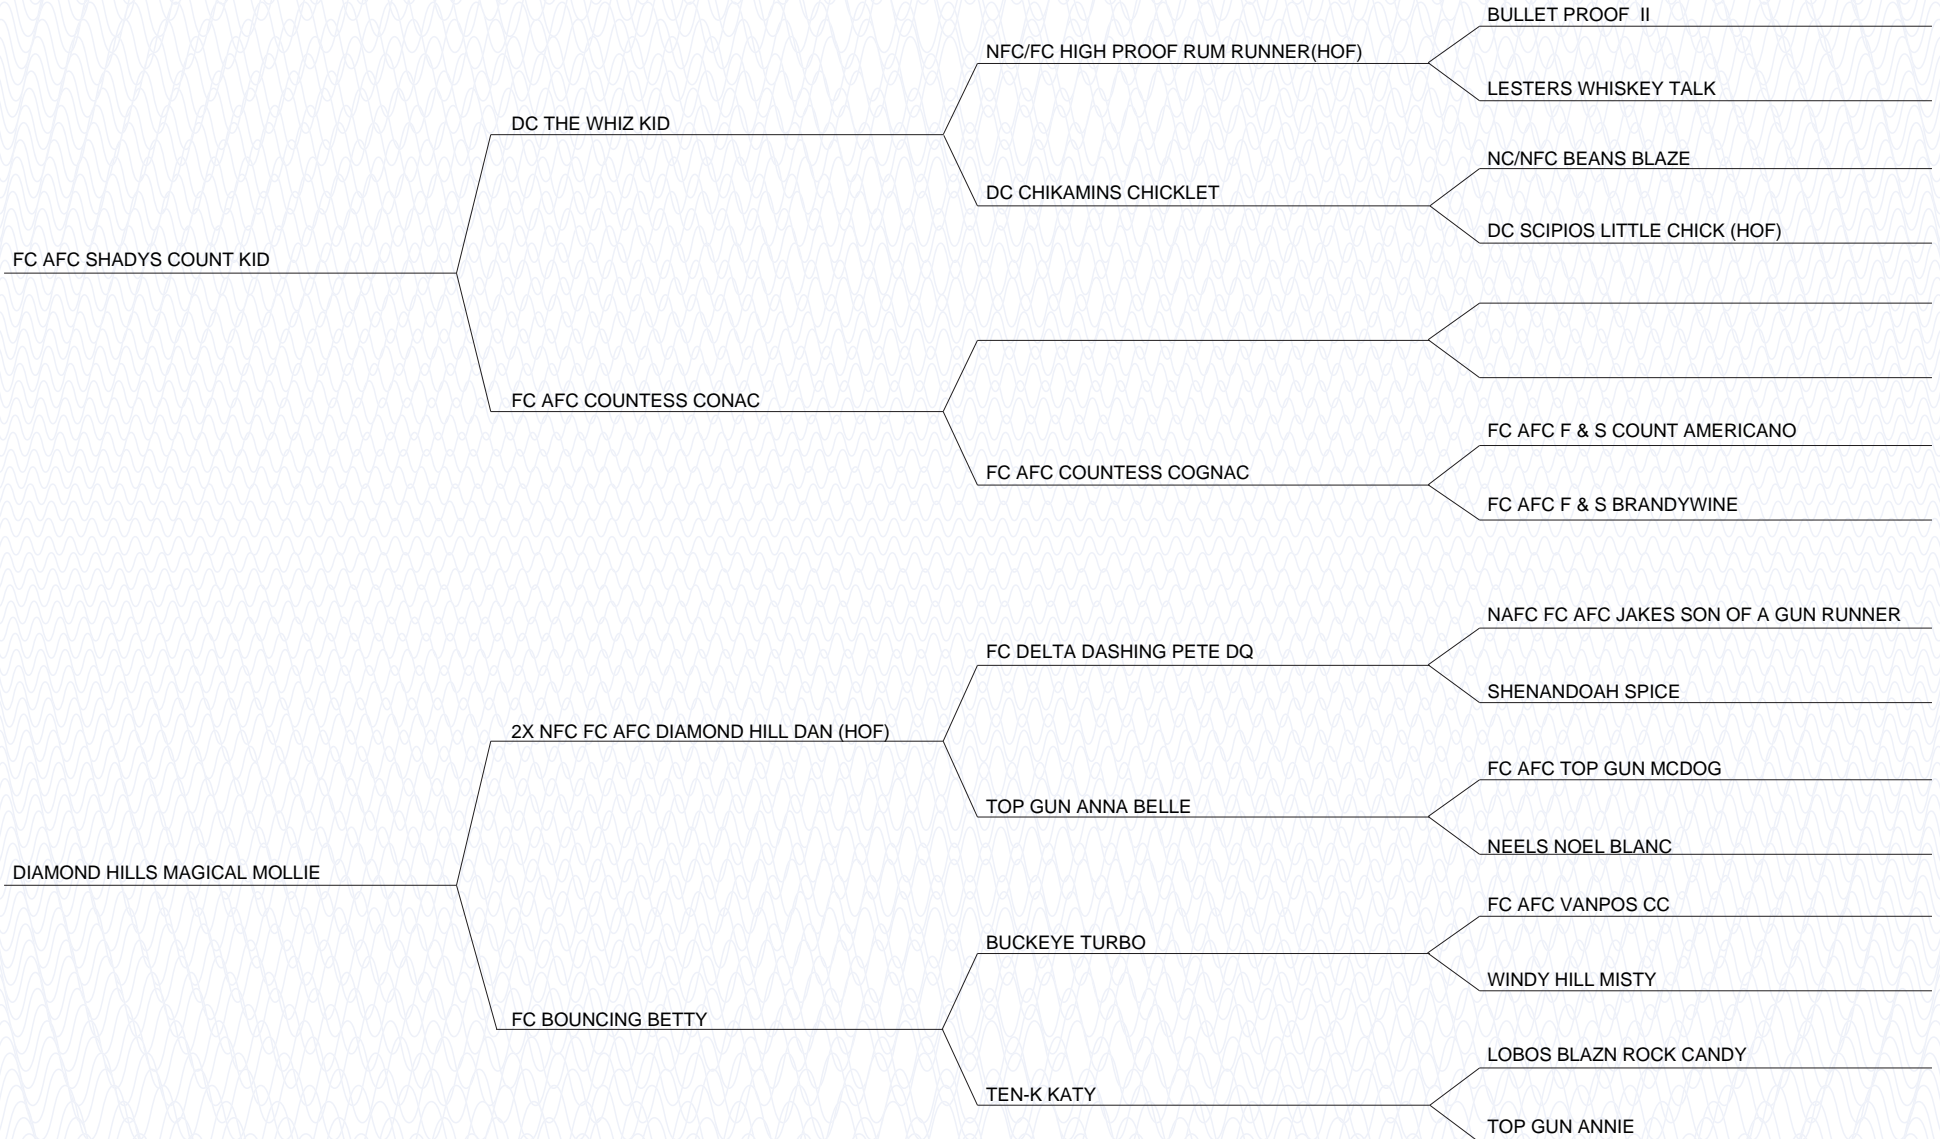 BULLET PROOF  II
NFC/FC HIGH PROOF RUM RUNNER(HOF)
LESTERS WHISKEY TALK
DC THE WHIZ KID
NC/NFC BEANS BLAZE
DC CHIKAMINS CHICKLET
DC SCIPIOS LITTLE CHICK (HOF)
FC AFC SHADYS COUNT KID
FC AFC COUNTESS CONAC
FC AFC F & S COUNT AMERICANO
FC AFC COUNTESS COGNAC
FC AFC F & S BRANDYWINE
NAFC FC AFC JAKES SON OF A GUN RUNNER
FC DELTA DASHING PETE DQ
SHENANDOAH SPICE
2X NFC FC AFC DIAMOND HILL DAN (HOF)
FC AFC TOP GUN MCDOG
TOP GUN ANNA BELLE
NEELS NOEL BLANC
DIAMOND HILLS MAGICAL MOLLIE
FC AFC VANPOS CC
BUCKEYE TURBO
WINDY HILL MISTY
FC BOUNCING BETTY
LOBOS BLAZN ROCK CANDY
TEN-K KATY
TOP GUN ANNIE